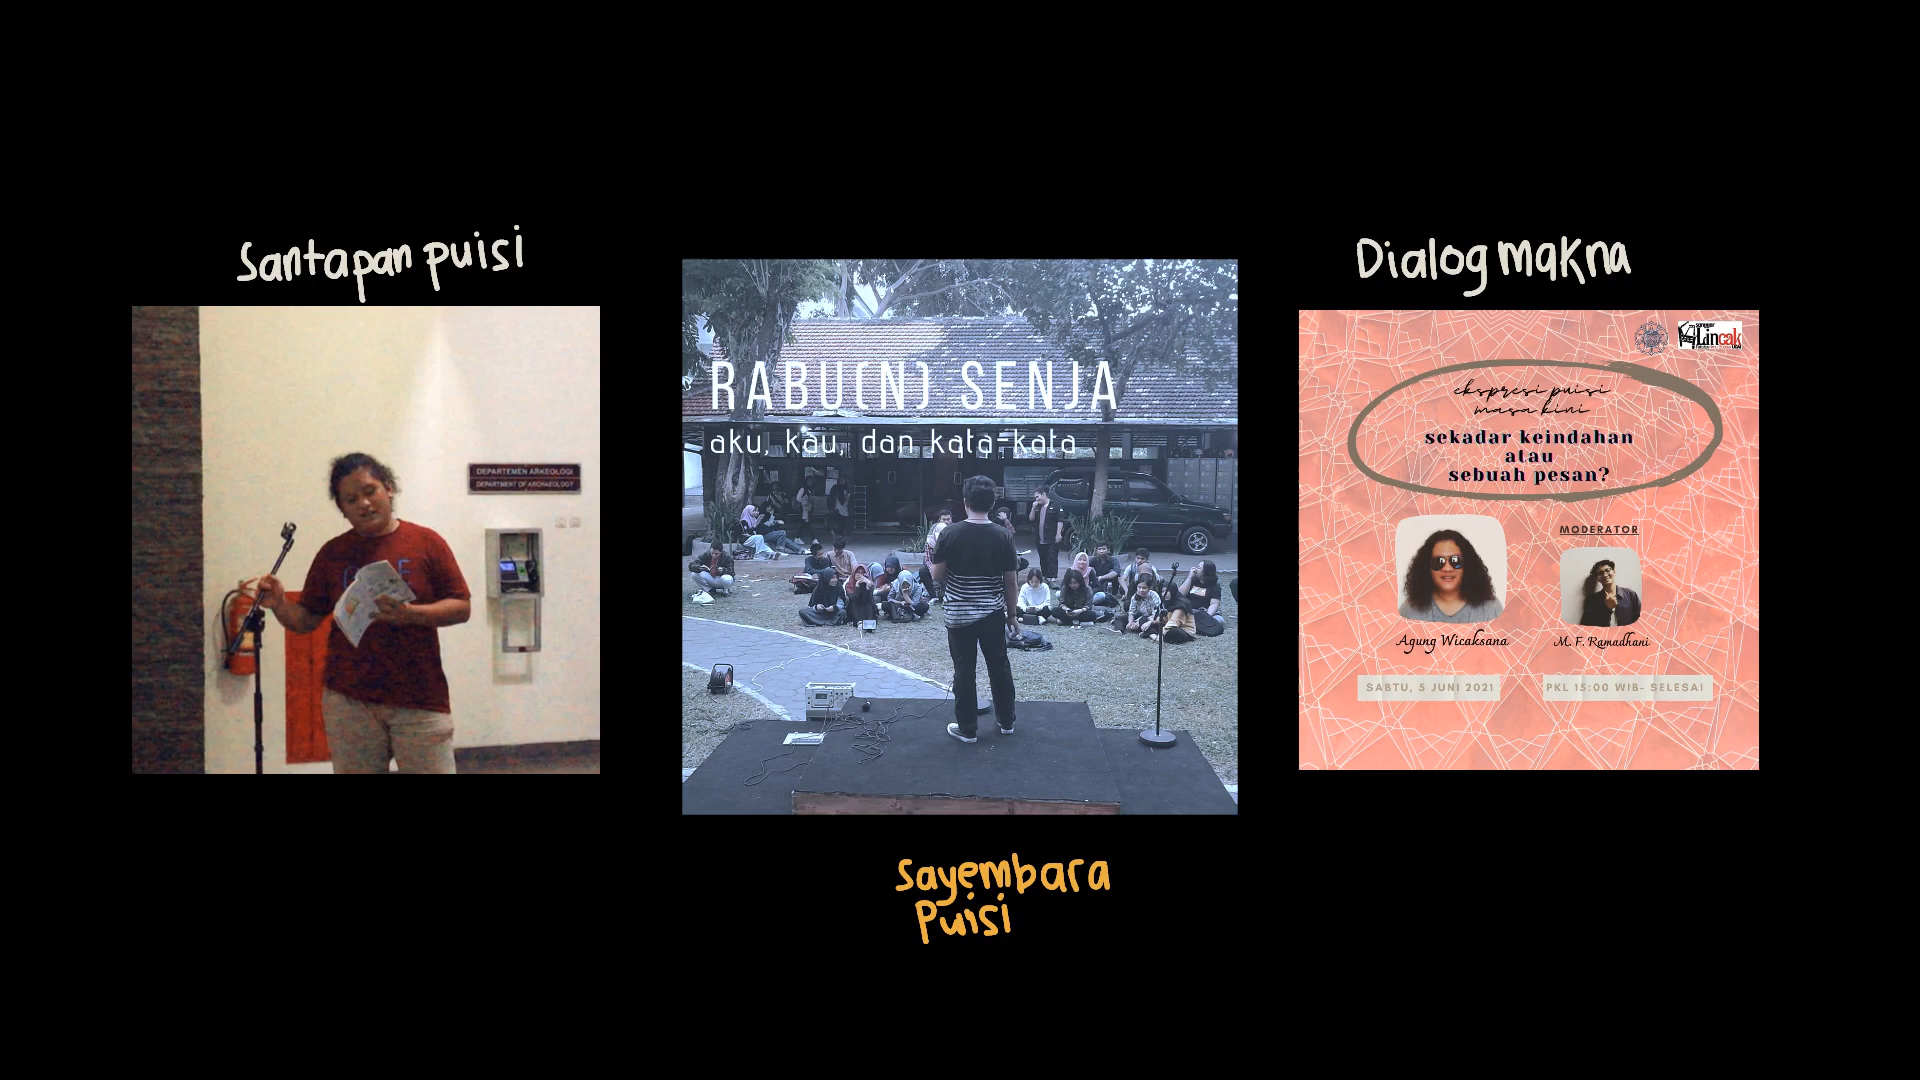 Santapan puisi
DEPARTEMEN ARKEOLOGI
DEPARTMENT OF ARCHAEOLOGY
RABU(N) SENJA
aku, kau, dan kata-kata
Sayembara
Puisi
Dialog makna
Lincak
ekspresi puisi
masa kini
sekadar keindahan
atau
sebuah pesan?
MODERATOR
Agung Wicaksana
M. F. Ramadhani
SABTU, 5 JUNI 2021
PKL 15:00 WIB- SELESAI